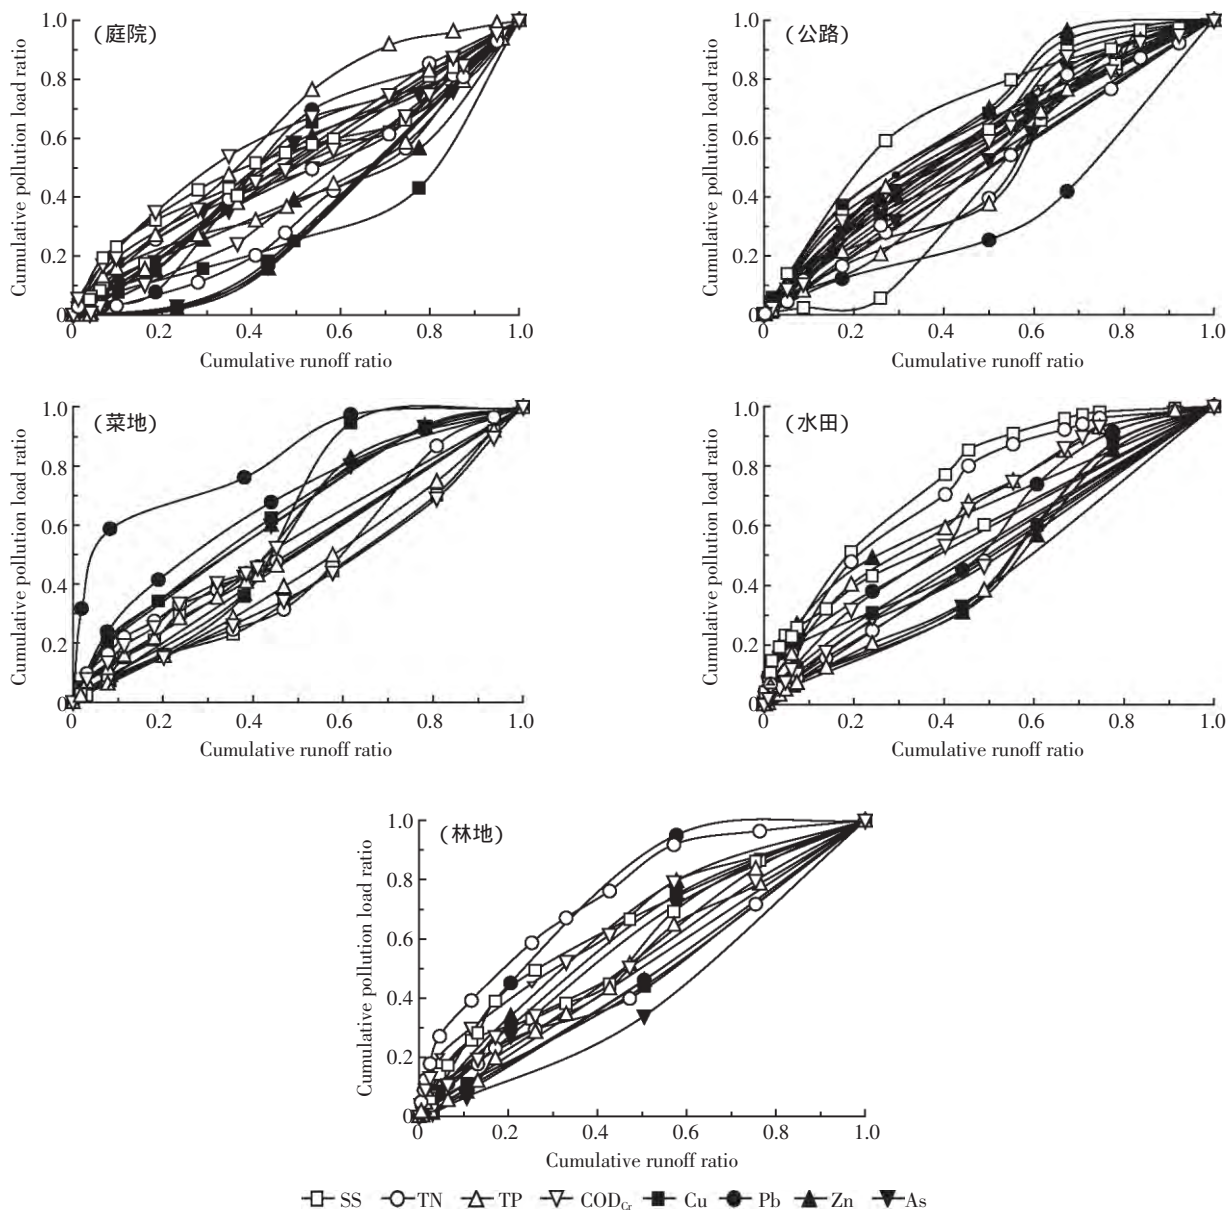 (庭院)
1.0
0.8
0.6
0.4
0.2
0
Cumulative pollution load ratio
0 0.2 0.4 0.6 0.8 1.0
Cumulative runoff ratio
(公路)
1.0
0.8
0.6
0.4
0.2
0
Cumulative pollution load ratio
0 0.2 0.4 0.6 0.8 1.0
Cumulative runoff ratio
(菜地)
1.0
0.8
0.6
0.4
0.2
0
Cumulative pollution load ratio
0 0.2 0.4 0.6 0.8 1.0
Cumulative runoff ratio
(水田)
1.0
0.8
0.6
0.4
0.2
0
Cumulative pollution load ratio
0 0.2 0.4 0.6 0.8 1.0
Cumulative runoff ratio
(林地)
1.0
0.8
0.6
0.4
0.2
0
Cumulative pollution load ratio
0 0.2 0.4 0.6 0.8 1.0
Cumulative runoff ratio
SS TN TP CODCr Cu Pb Zn As